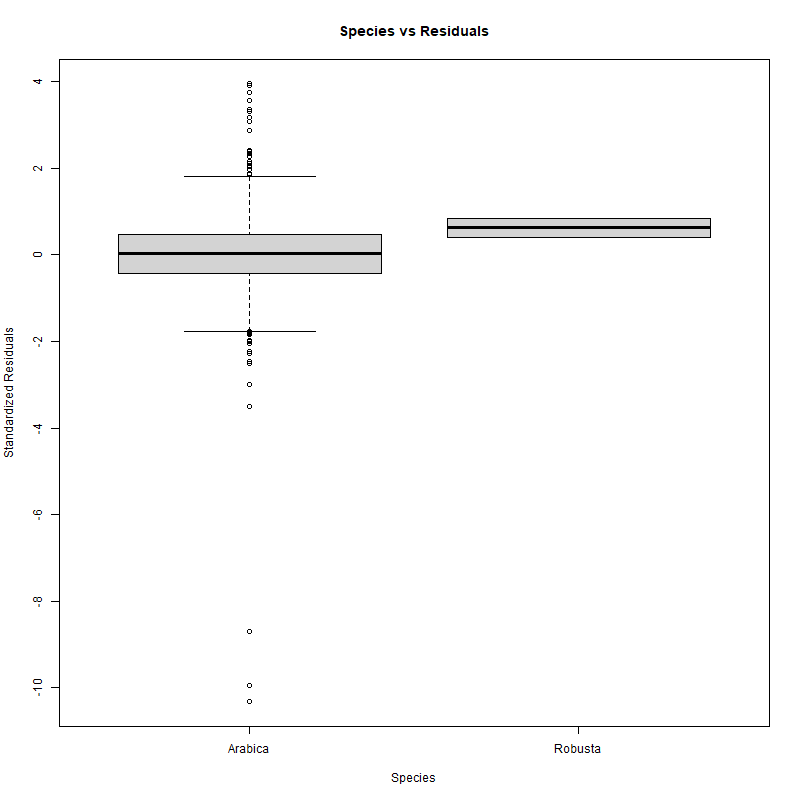 Species vs Residuals
4
2
0
-2
-4
-6
-8
-10
Standardized Residuals
Arabica
Robusta
Species